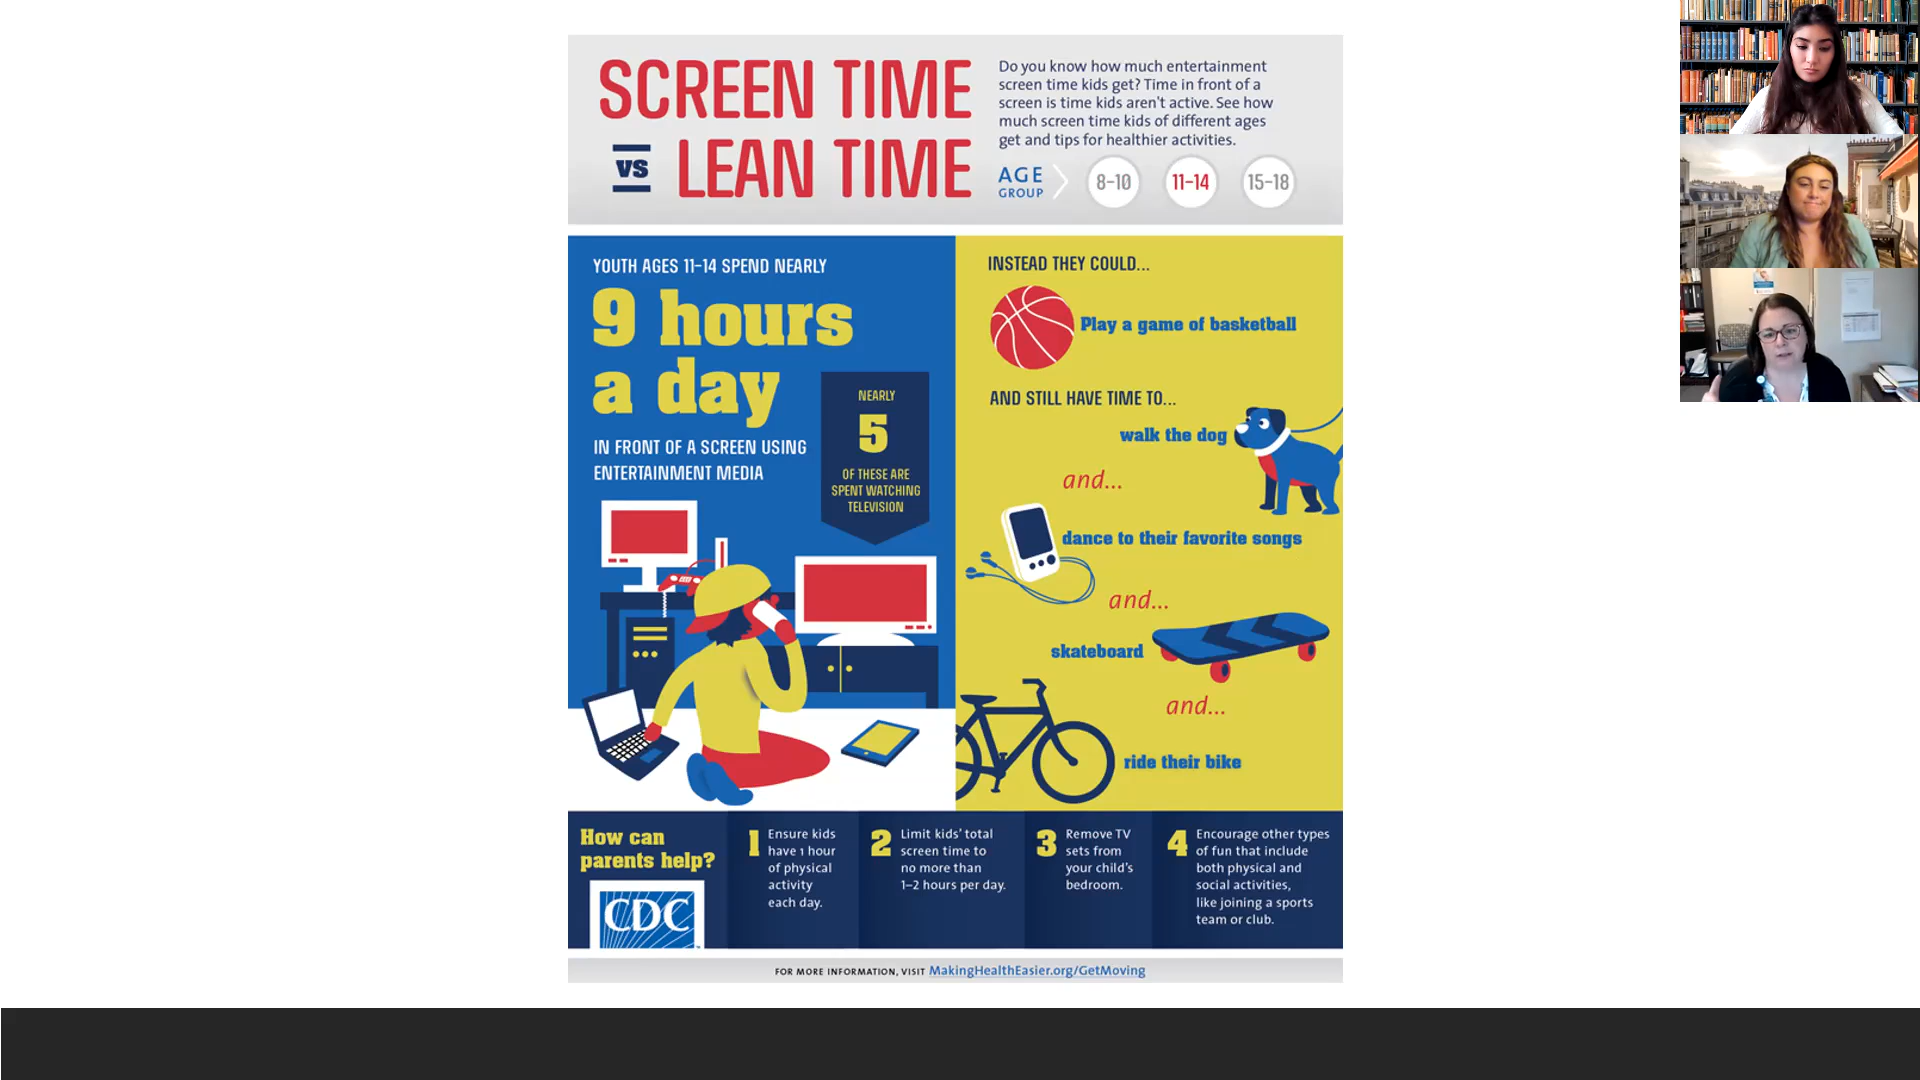 SCREEN TIME
VS LEAN TIME
Do you know how much entertainment
screen time kids get? Time in front of a
screen is time kids aren't active. See how
much screen time kids of different ages
get and tips for healthier activities.
AGE
GROUP
8-10
11-14
15-18
YOUTH AGES 11-14 SPEND NEARLY
9 hours
a day
IN FRONT OF A SCREEN USING
ENTERTAINMENT MEDIA
NEARLY
5
OF THESE ARE
SPENT WATCHING
TELEVISION
INSTEAD THEY COULD...
Play a game of basketball
AND STILL HAVE TIME TO...
walk the dog
and...
dance to their favorite songs
and...
skateboard
and...
ride their bike
How can
parents help?
CDC
1
Ensure kids
have 1 hour
of physical
activity
each day.
2
Limit kids' total
screen time to
no more than
1–2 hours per day.
3
Remove TV
sets from
your child's
bedroom.
4
Encourage other types
of fun that include
both physical and
social activities,
like joining a sports
team or club.
FOR MORE INFORMATION, VISIT MakingHealthEasier.org/GetMoving